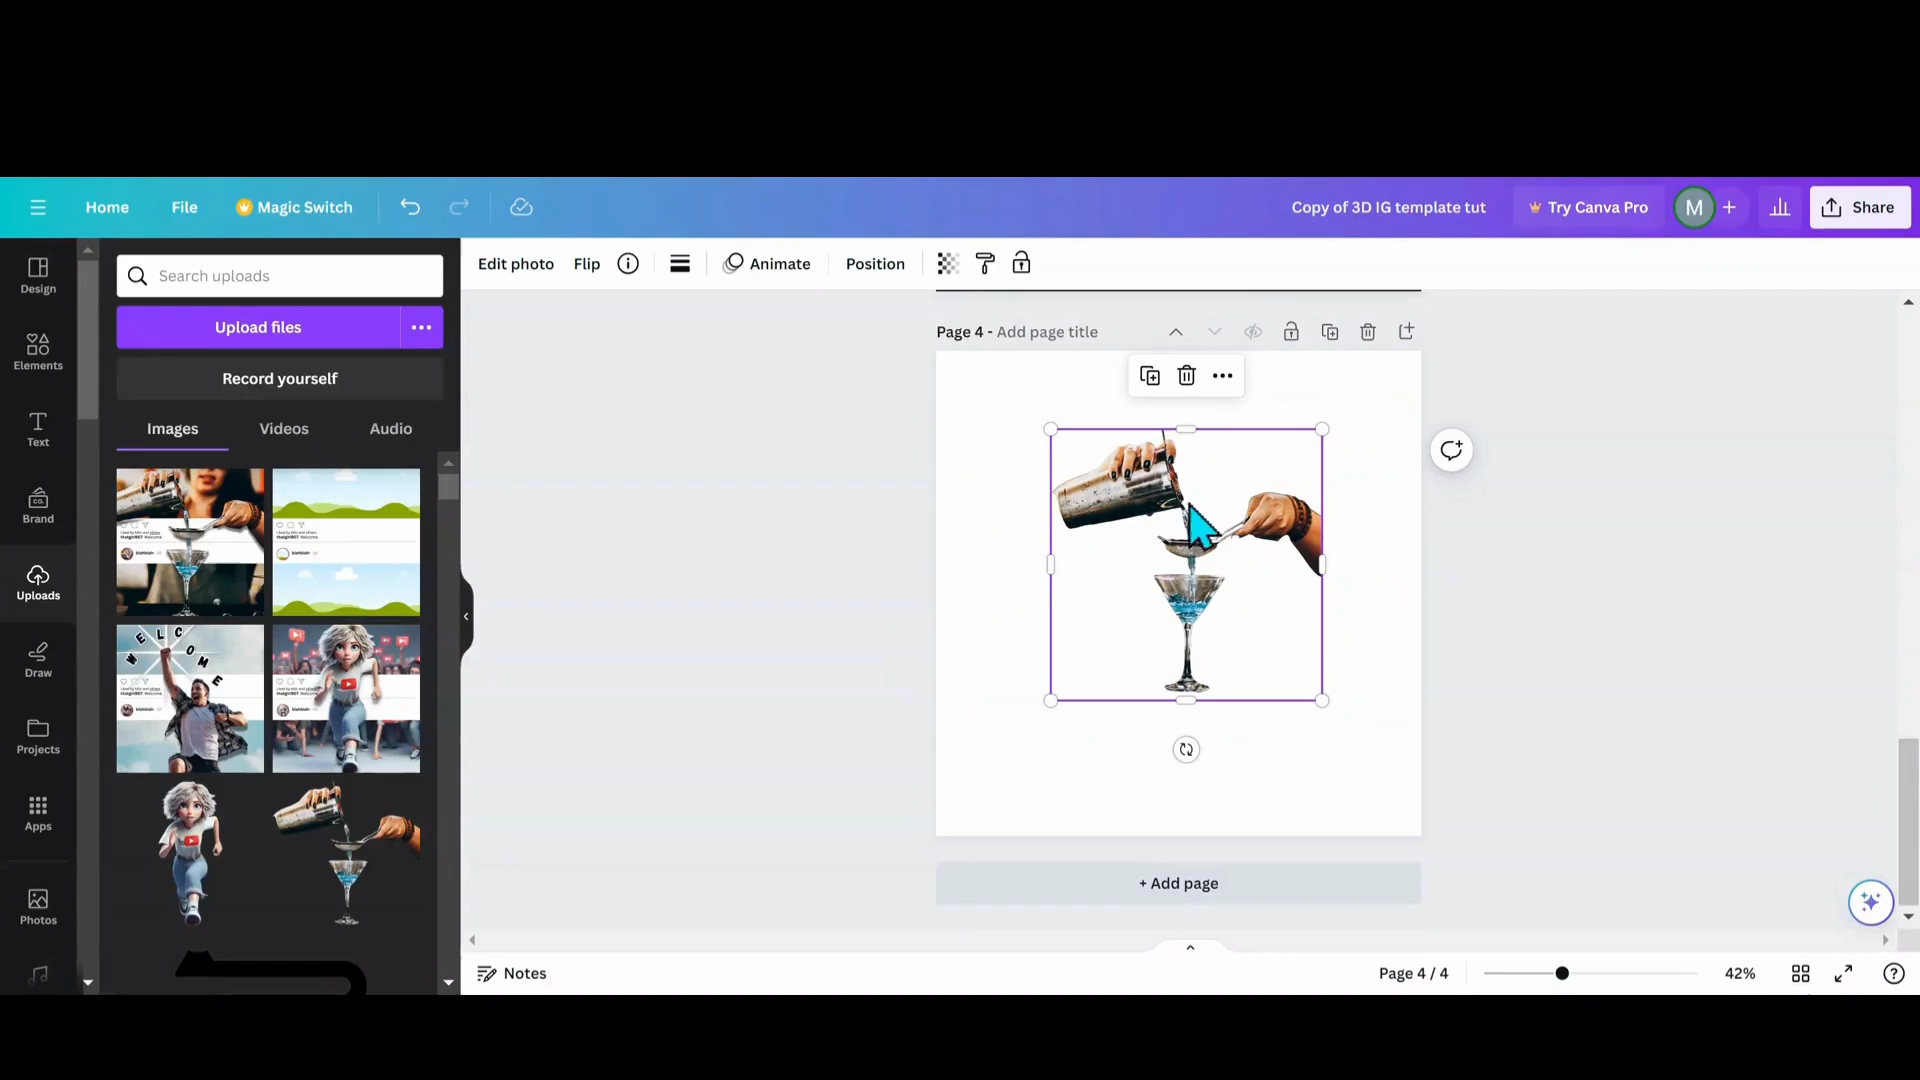 Home
File
Magic Switch
Copy of 3D IG template tut
Try Canva Pro
M
Share
Design
Elements
Text
Brand
Uploads
Draw
Projects
Apps
Photos
Search uploads
Upload files
Record yourself
Images
Videos
Audio
WELCOME
Edit photo
Flip
Animate
Position
Page 4 - Add page title
+ Add page
Notes
Page 4 / 4
42%